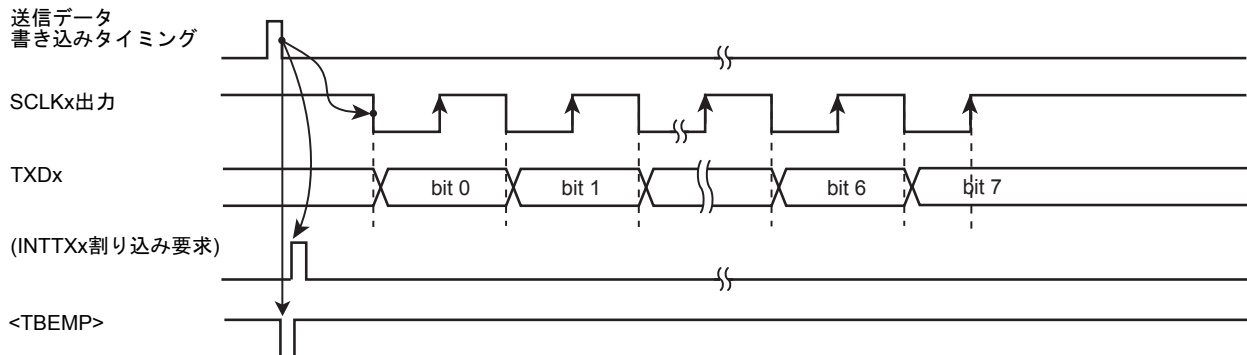 送信データ
書き込みタイミング
SCLKx出力
TXDx
bit 0
bit 1
bit 6
bit 7
(INTTXx割り込み要求)
<TBEMP>